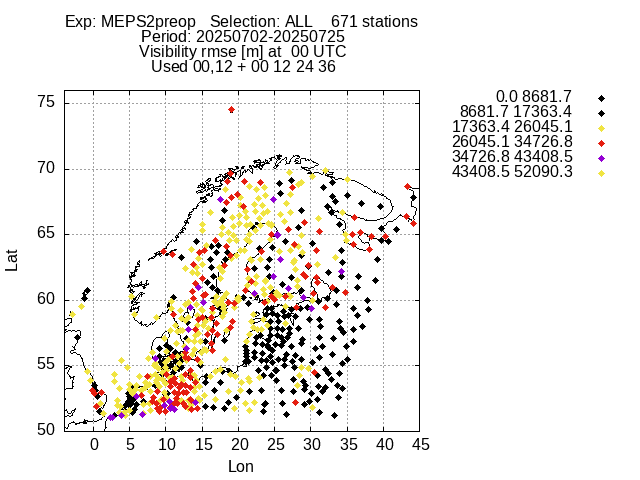 Exp: MEPS2preop   Selection: ALL    671 stations
Period: 20250702-20250725
Visibility rmse [m] at  00 UTC
Used 00,12 + 00 12 24 36
0.0 8681.7
8681.7 17363.4
17363.4 26045.1
26045.1 34726.8
34726.8 43408.5
43408.5 52090.3
75
70
65
60
55
50
Lat
0 5 10 15 20 25 30 35 40 45
Lon